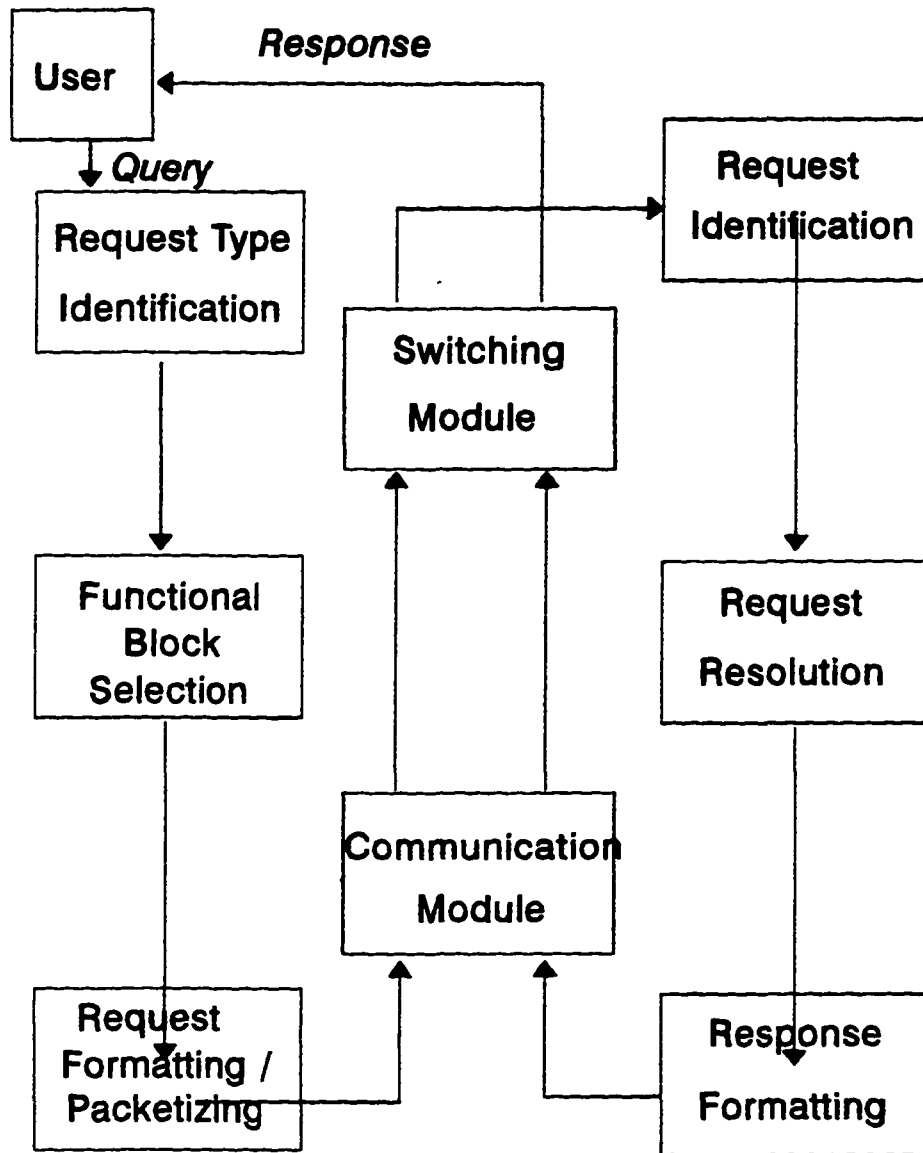 Response
User
Query
Request Type
Identification
Request
Identification
Switching
Module
Functional
Block
Selection
Request
Resolution
Communication
Module
Request
Formatting /
Packetizing
Response
Formatting